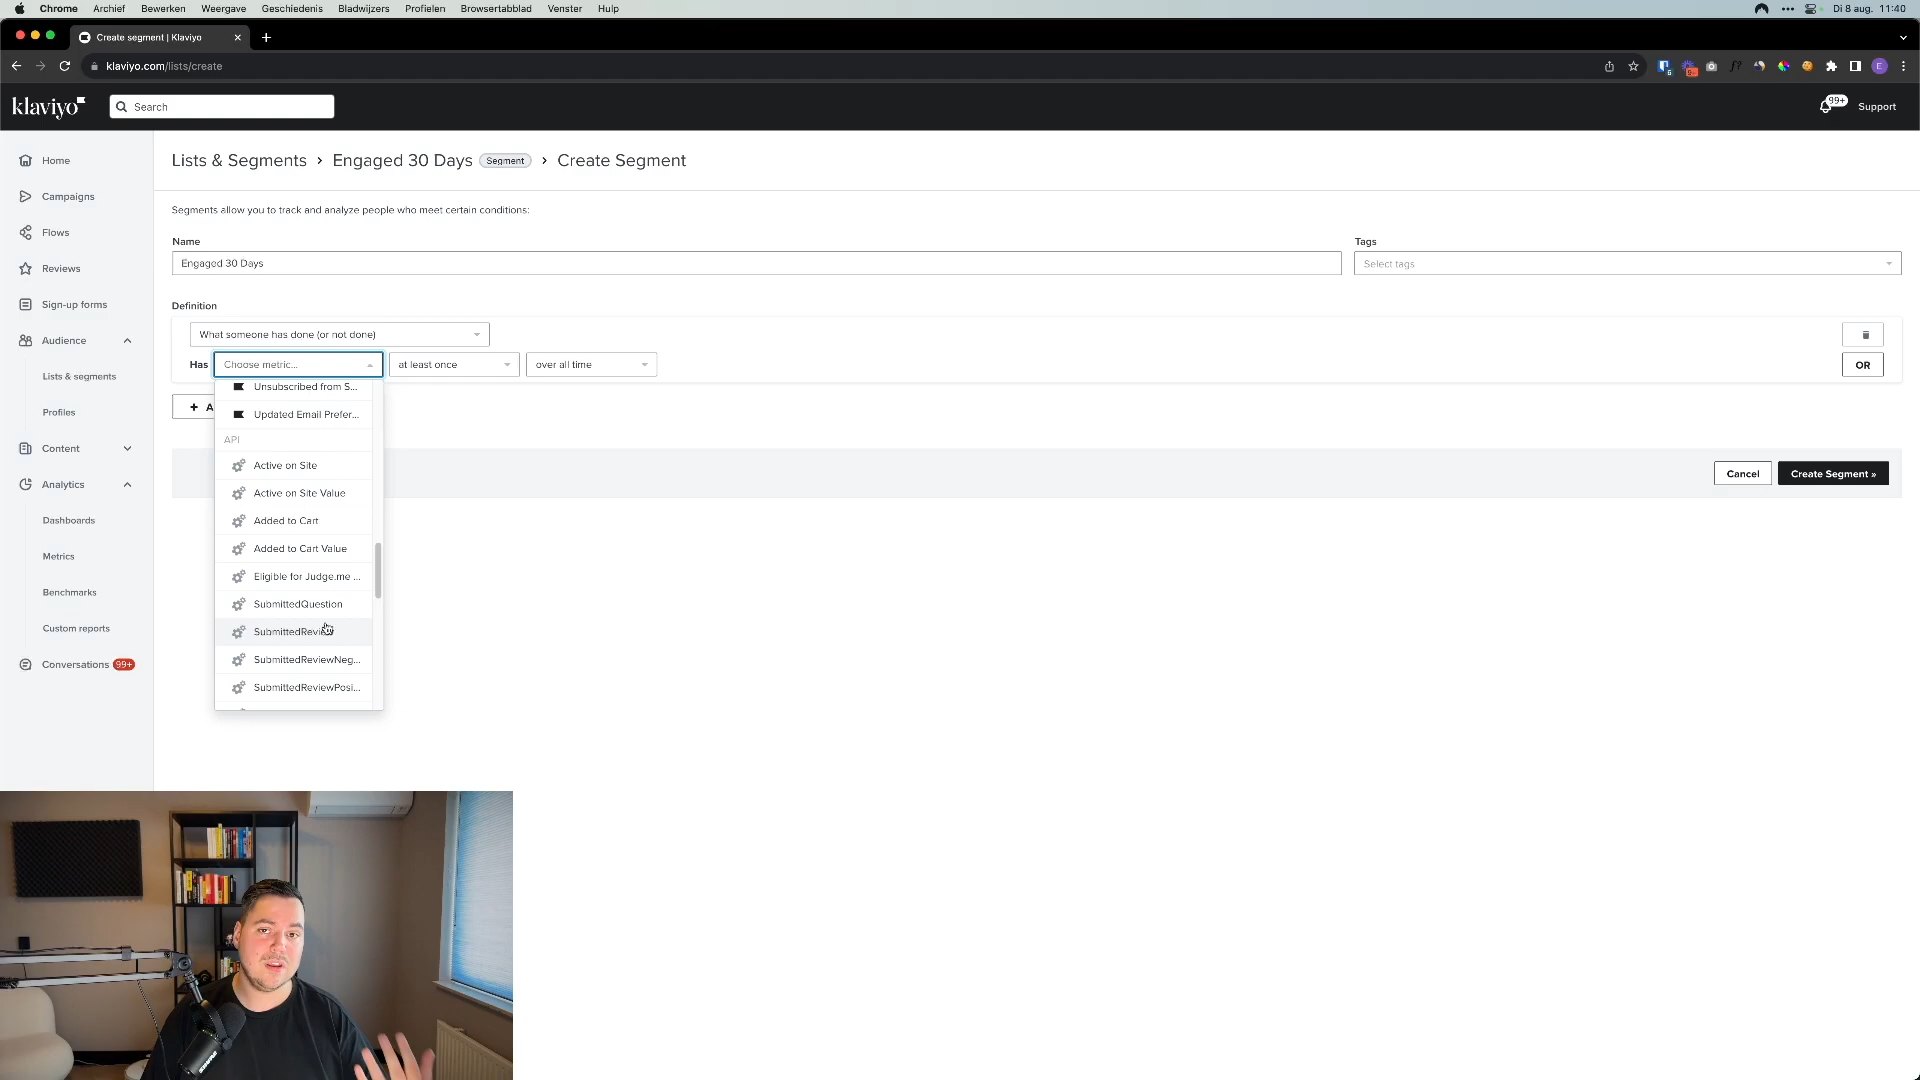 Chrome Archief Bewerken Weergave Geschiedenis Bladwijzers Profielen Browsertabblad Venster Hulp
Di 8 aug. 11:40
Create segment | Klaviyo
klaviyo.com/lists/create
klaviyo
Search
99+
Support
Home
Campaigns
Flows
Reviews
Sign-up forms
Audience
Lists & segments
Profiles
Content
Analytics
Dashboards
Metrics
Benchmarks
Custom reports
Conversations 99+
Lists & Segments › Engaged 30 Days Segment › Create Segment
Segments allow you to track and analyze people who meet certain conditions:
Name
Engaged 30 Days
Tags
Select tags
Definition
What someone has done (or not done)
Has Choose metric... at least once over all time
OR
+ A
Unsubscribed from S...
Updated Email Prefer...
API
Active on Site
Active on Site Value
Added to Cart
Added to Cart Value
Eligible for Judge.me ...
SubmittedQuestion
SubmittedReview
SubmittedReviewNeg...
SubmittedReviewPosi...
Cancel
Create Segment »